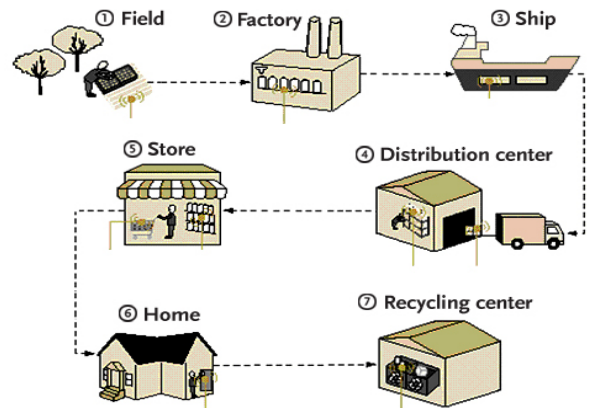 ① Field
② Factory
③ Ship
⑤ Store
④ Distribution center
⑥ Home
⑦ Recycling center